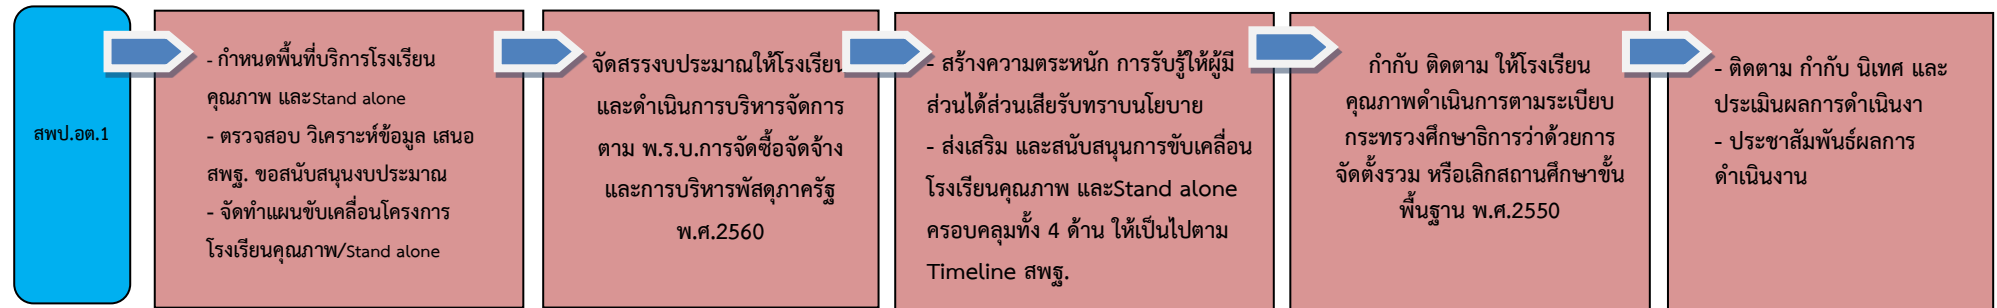 สพป.อต.1
- กำหนดพื้นที่บริการโรงเรียน
คุณภาพ และStand alone
- ตรวจสอบ วิเคราะห์ข้อมูล เสนอ
สพฐ. ขอสนับสนุนงบประมาณ
- จัดทำแผนขับเคลื่อนโครงการ
โรงเรียนคุณภาพ/Stand alone
จัดสรรงบประมาณให้โรงเรียน
และดำเนินการบริหารจัดการ
ตาม พ.ร.บ.การจัดซื้อจัดจ้าง
และการบริหารพัสดุภาครัฐ
พ.ศ.2560
- สร้างความตระหนัก การรับรู้ให้ผู้มี
ส่วนได้ส่วนเสียรับทราบนโยบาย
- ส่งเสริม และสนับสนุนการขับเคลื่อน
โรงเรียนคุณภาพ และStand alone
ครอบคลุมทั้ง 4 ด้าน ให้เป็นไปตาม
Timeline สพฐ.
กำกับ ติดตาม ให้โรงเรียน
คุณภาพดำเนินการตามระเบียบ
กระทรวงศึกษาธิการว่าด้วยการ
จัดตั้งรวม หรือเลิกสถานศึกษาขั้น
พื้นฐาน พ.ศ.2550
- ติดตาม กำกับ นิเทศ และ
ประเมินผลการดำเนินงา
- ประชาสัมพันธ์ผลการ
ดำเนินงาน